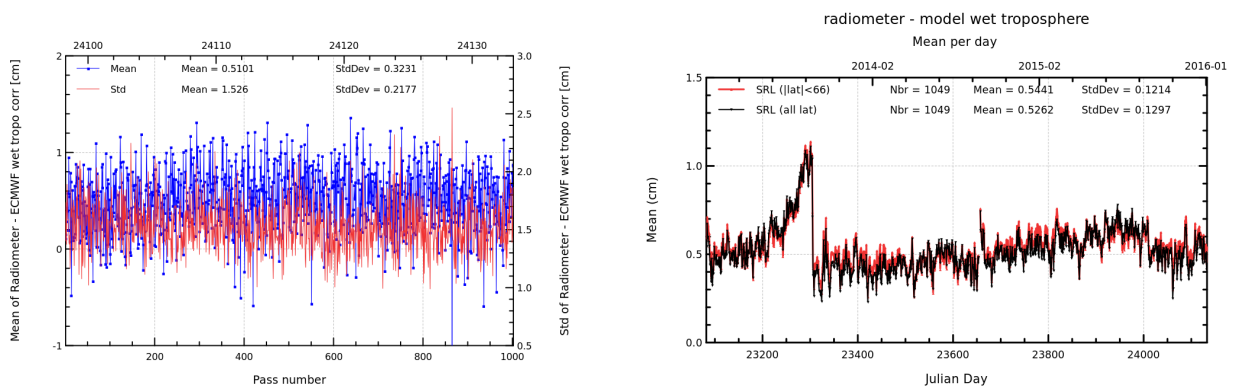 24100 24110 24120 24130
Mean Mean = 0.5101 StdDev = 0.3231
Std Mean = 1.526 StdDev = 0.2177
Mean of Radiometer - ECMWF wet tropo corr [cm]
2
1
0
-1
3.0
2.5
2.0
1.5
1.0
0.5
Std of Radiometer - ECMWF wet tropo corr [cm]
200 400 600 800 1000
Pass number
radiometer - model wet troposphere
Mean per day
2014-02 2015-02 2016-01
SRL (|lat|<66) Nbr = 1049 Mean = 0.5441 StdDev = 0.1214
SRL (all lat) Nbr = 1049 Mean = 0.5262 StdDev = 0.1297
Mean (cm)
1.5
1.0
0.5
0.0
23200 23400 23600 23800 24000
Julian Day